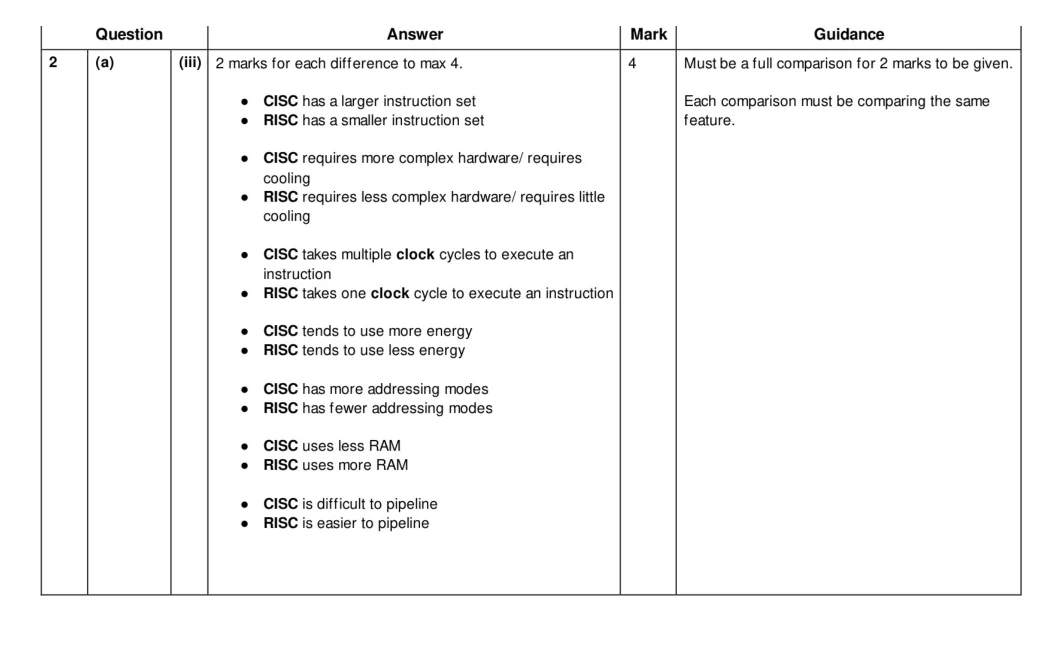 Question Answer Mark Guidance
2 (a) (iii) 2 marks for each difference to max 4. 4 Must be a full comparison for 2 marks to be given.
● CISC has a larger instruction set Each comparison must be comparing the same
● RISC has a smaller instruction set feature.
● CISC requires more complex hardware/ requires
cooling
● RISC requires less complex hardware/ requires little
cooling
● CISC takes multiple clock cycles to execute an
instruction
● RISC takes one clock cycle to execute an instruction
● CISC tends to use more energy
● RISC tends to use less energy
● CISC has more addressing modes
● RISC has fewer addressing modes
● CISC uses less RAM
● RISC uses more RAM
● CISC is difficult to pipeline
● RISC is easier to pipeline